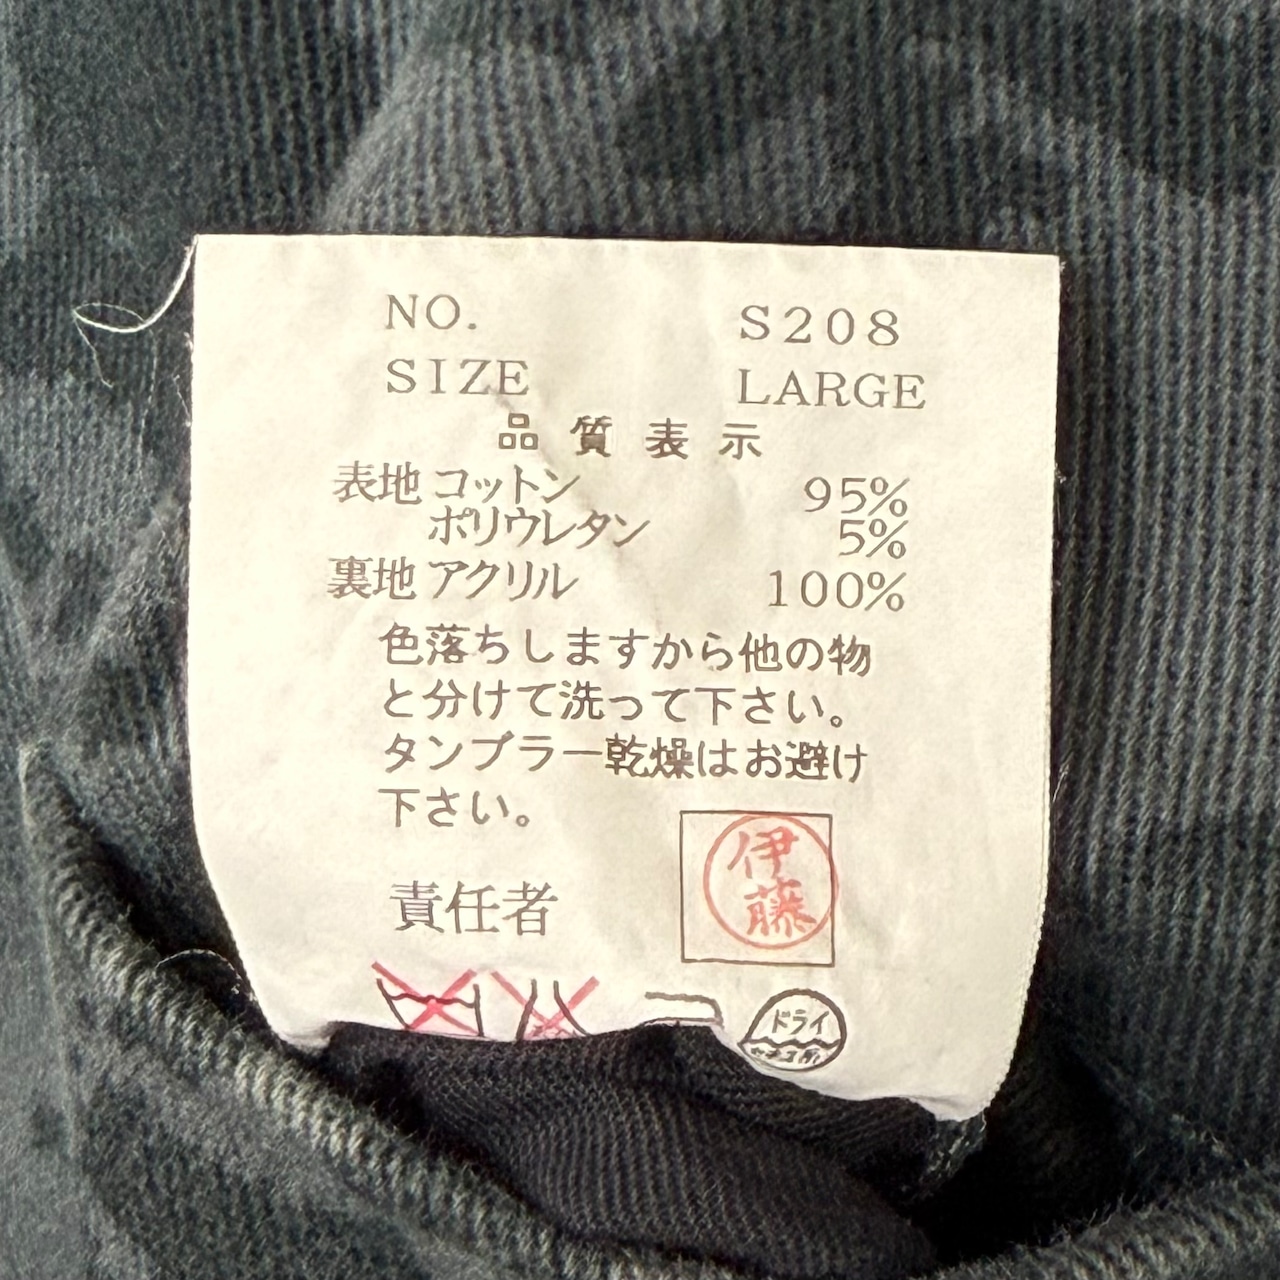 NO. S208
SIZE LARGE
品質表示
表地 コットン 95%
ポリウレタン 5%
裏地 アクリル 100%
色落ちしますから他の物
と分けて洗って下さい。
タンブラー乾燥はお避け
下さい。
責任者 伊藤
ドライ